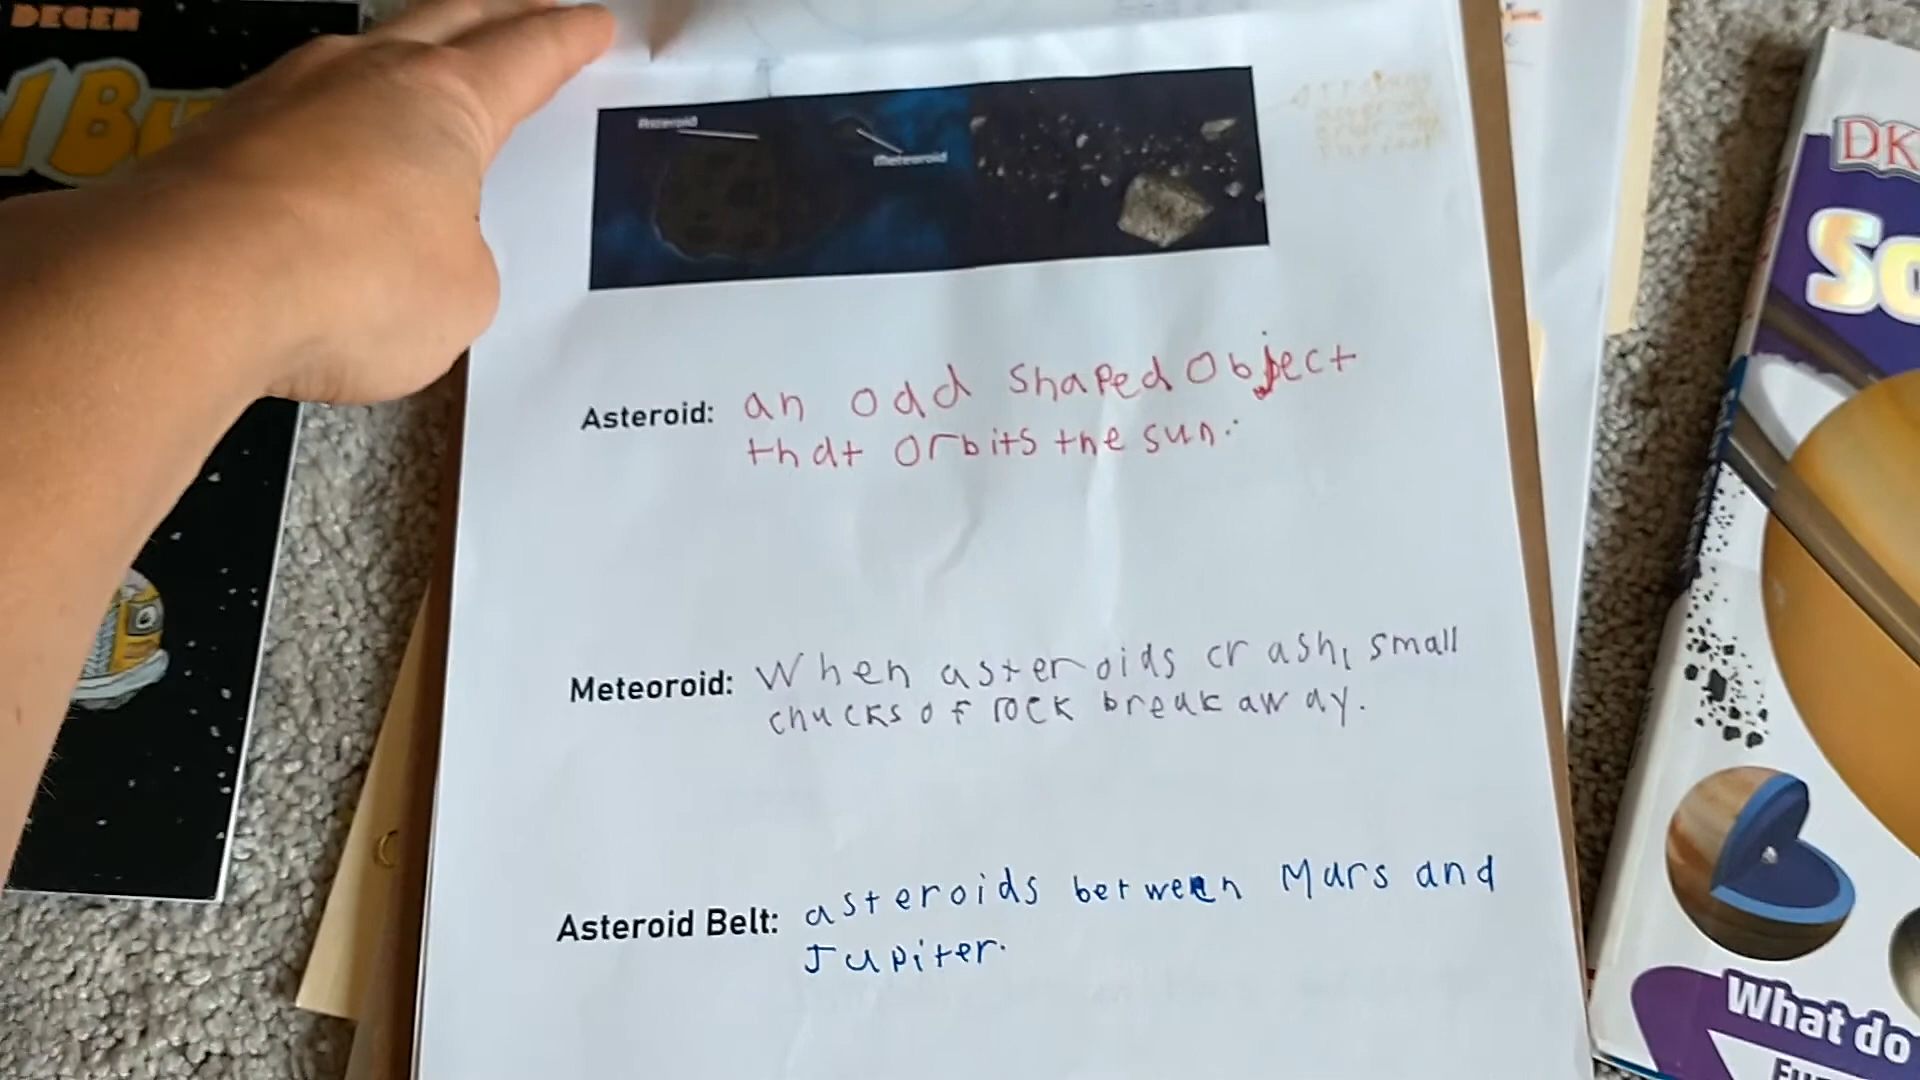 DEGEN
DK
So
Asteroid
Meteoroid
Asteroid: an odd shaped object
that orbits the sun.
Meteoroid: When asteroids crash, small
chucks of rock break away.
Asteroid Belt: asteroids between Mars and
Jupiter.
What do